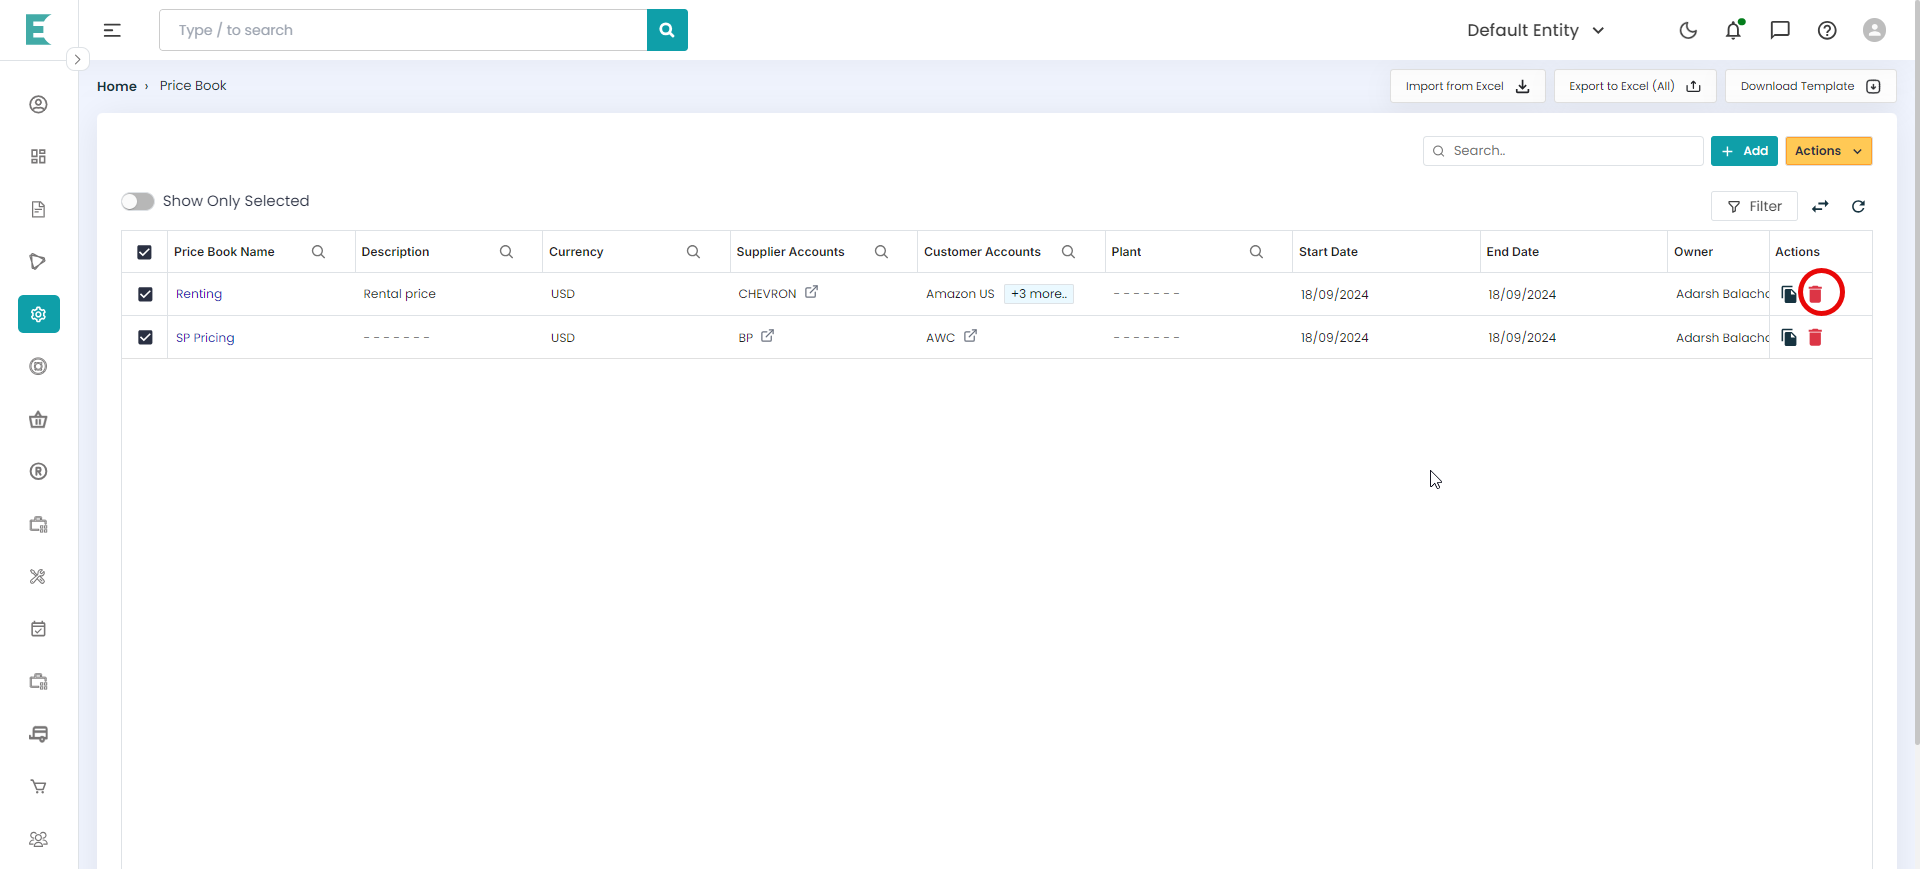 Type / to search
Default Entity
Home › Price Book
Import from Excel
Export to Excel (All)
Download Template
Search..
+ Add
Actions
Show Only Selected
Filter
Price Book Name Description Currency Supplier Accounts Customer Accounts Plant Start Date End Date Owner Actions
Renting Rental price USD CHEVRON Amazon US +3 more.. - - - - - - - 18/09/2024 18/09/2024 Adarsh Balacha
SP Pricing - - - - - - - USD BP AWC - - - - - - - 18/09/2024 18/09/2024 Adarsh Balacha